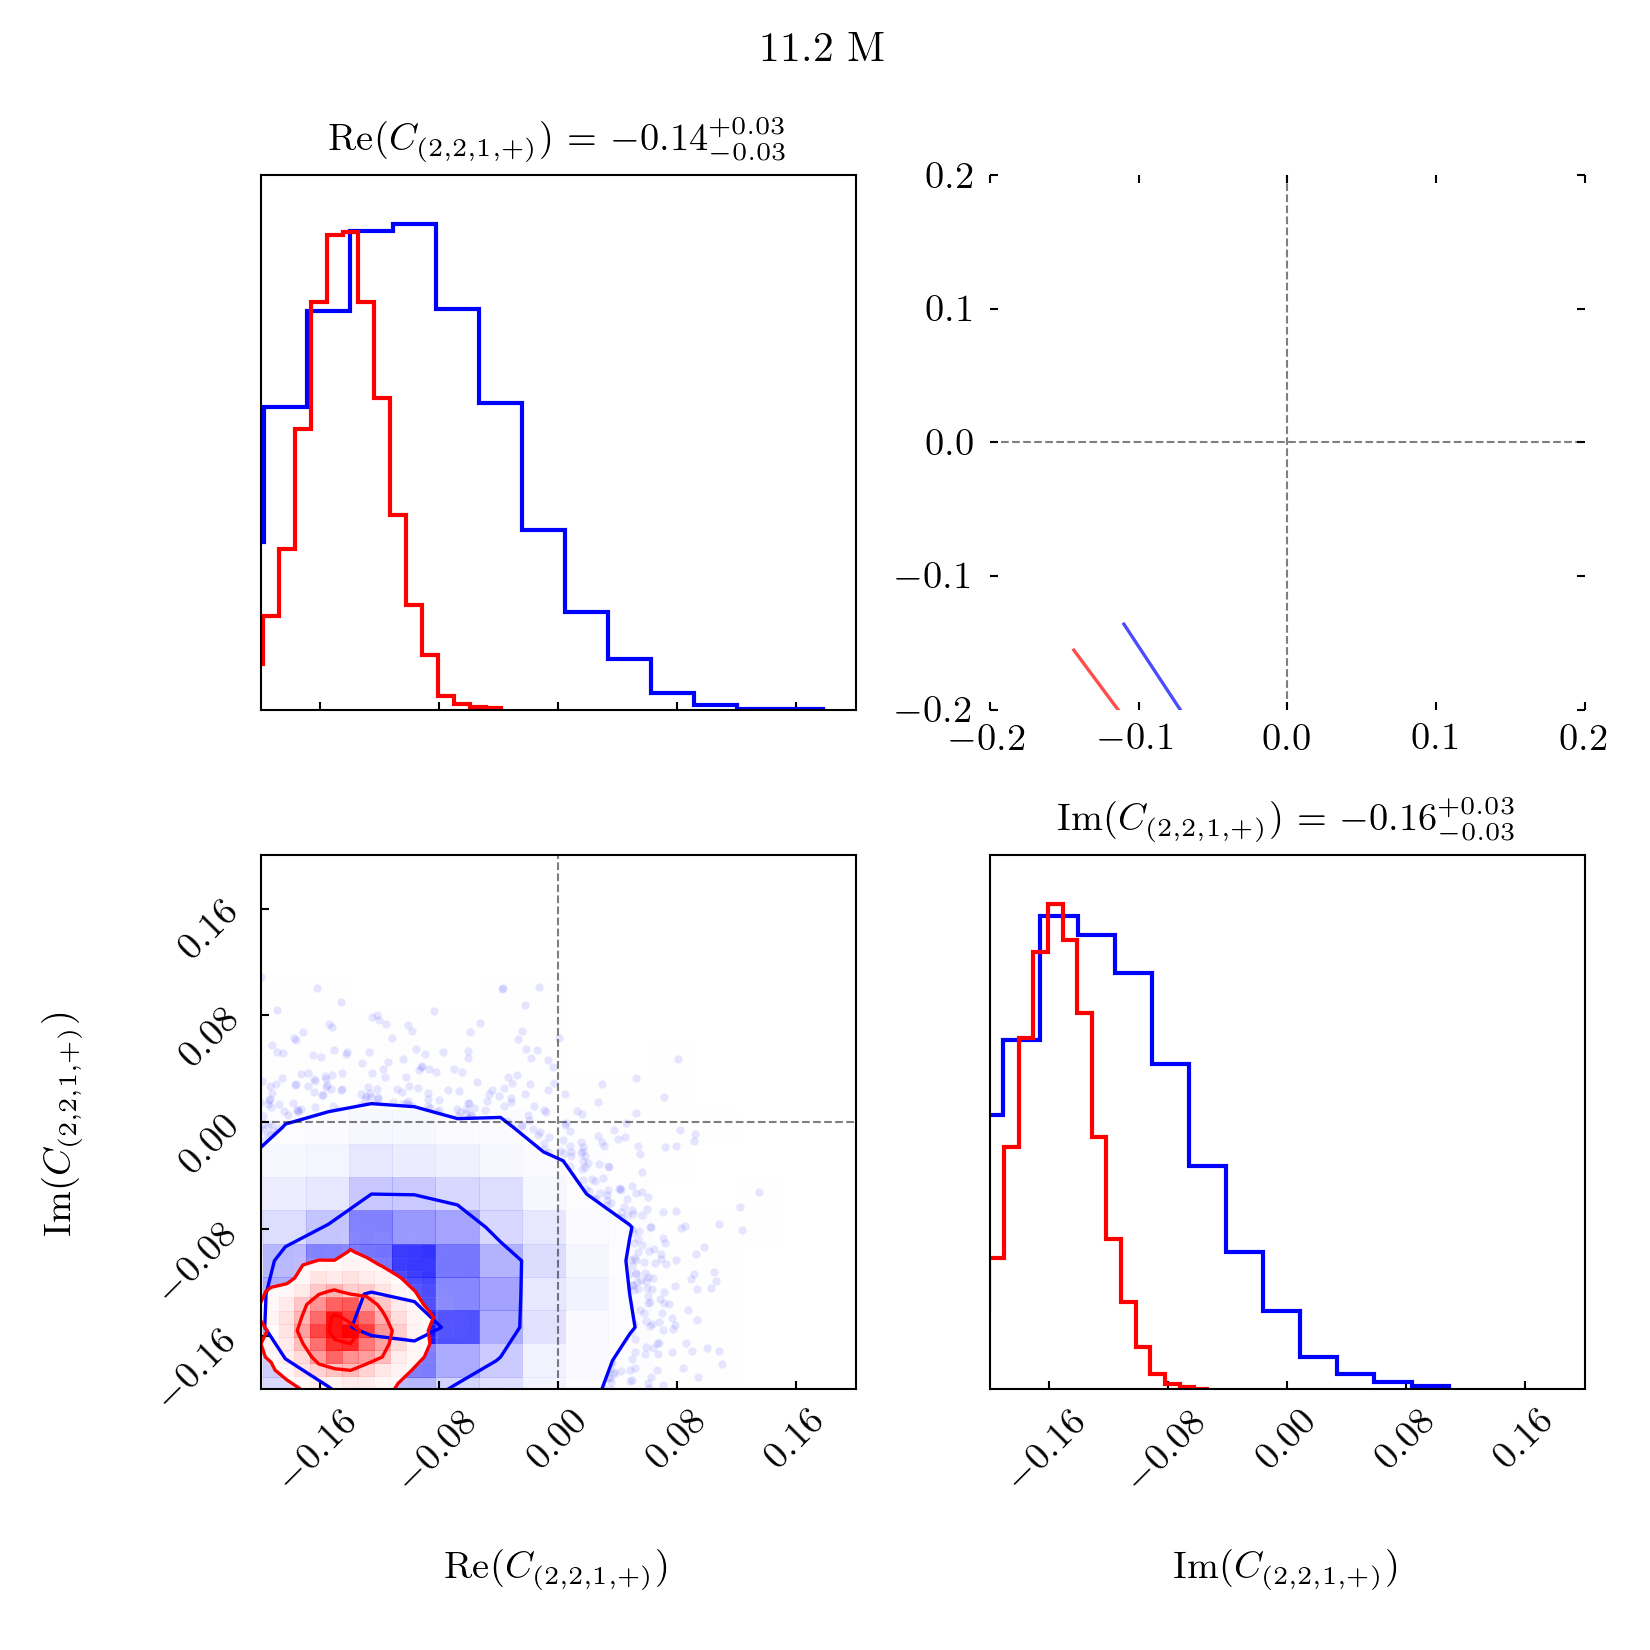 11.2 M
Re(C_{(2,2,1,+)}) = −0.14^{+0.03}_{−0.03}
0.2
0.1
0.0
−0.1
−0.2
−0.2 −0.1 0.0 0.1 0.2
Im(C_{(2,2,1,+)}) = −0.16^{+0.03}_{−0.03}
Im(C_{(2,2,1,+)})
0.16
0.08
0.00
−0.08
−0.16
−0.16 −0.08 0.00 0.08 0.16
−0.16 −0.08 0.00 0.08 0.16
Re(C_{(2,2,1,+)})
Im(C_{(2,2,1,+)})